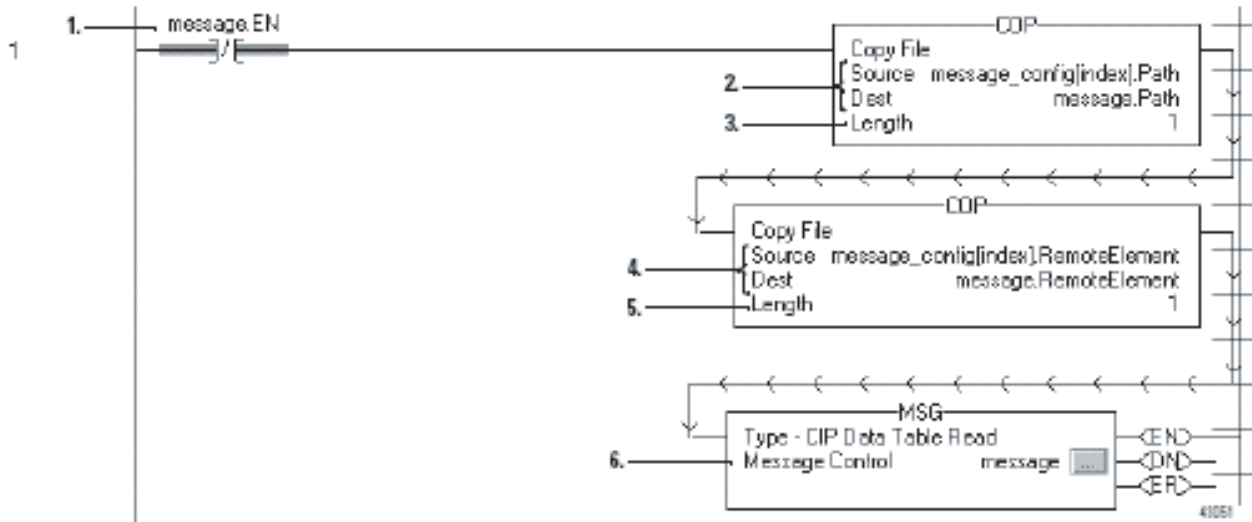 1. message.EN
1
COP
Copy File
2. Source message_config[index].Path
Dest message.Path
3. Length 1
COP
Copy File
4. Source message_config[index].RemoteElement
Dest message.RemoteElement
5. Length 1
MSG
Type - CIP Data Table Read EN
6. Message Control message ... DN
ER
43051